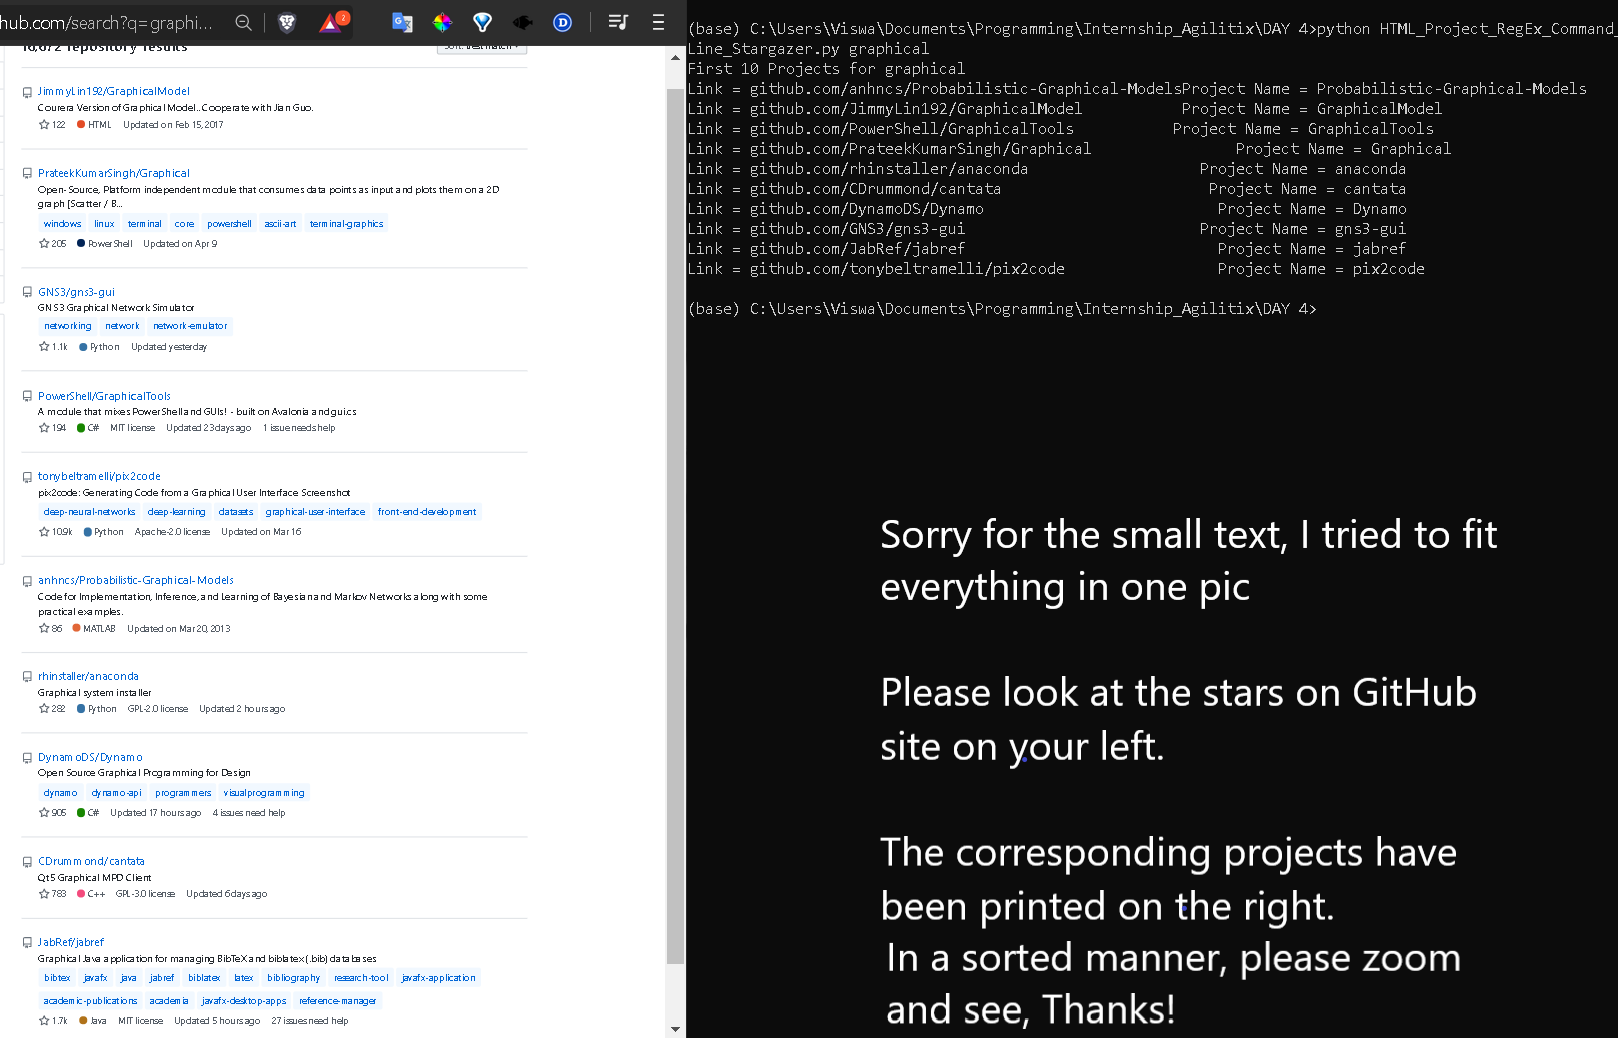 hub.com/search?q=graphi...
2
16,672 repository results
Sort: Best match
JimmyLin192/GraphicalModel
Courera Version of Graphical Model.. Cooperate with Jian Guo.
122 HTML Updated on Feb 15, 2017
PrateekKumarSingh/Graphical
Open-Source, Platform independent module that consumes data points as input and plots them on a 2D
graph [Scatter / B...
windows linux terminal core powershell ascii-art terminal-graphics
205 PowerShell Updated on Apr 9
GNS3/gns3-gui
GNS3 Graphical Network Simulator
networking network network-emulator
1.1k Python Updated yesterday
PowerShell/GraphicalTools
A module that mixes PowerShell and GUIs! - built on Avalonia and gui.cs
194 C# MIT license Updated 23 days ago 1 issue needs help
tonybeltramelli/pix2code
pix2code: Generating Code from a Graphical User Interface Screenshot
deep-neural-networks deep-learning datasets graphical-user-interface front-end-development
10.9k Python Apache-2.0 license Updated on Mar 16
anhncs/Probabilistic-Graphical-Models
Code for Implementation, Inference, and Learning of Bayesian and Markov Networks along with some
practical examples.
86 MATLAB Updated on Mar 20, 2013
rhinstaller/anaconda
Graphical system installer
282 Python GPL-2.0 license Updated 2 hours ago
DynamoDS/Dynamo
Open Source Graphical Programming for Design
dynamo dynamo-api programmers visualprogramming
905 C# Updated 17 hours ago 4 issues need help
CDrummond/cantata
Qt5 Graphical MPD Client
783 C++ GPL-3.0 license Updated 6 days ago
JabRef/jabref
Graphical Java application for managing BibTeX and biblatex (.bib) databases
bibtex javafx java jabref biblatex latex bibliography research-tool javafx-application
academic-publications academia javafx-desktop-apps reference-manager
1.7k Java MIT license Updated 5 hours ago 27 issues need help
(base) C:\Users\Viswa\Documents\Programming\Internship_Agilitix\DAY 4>python HTML_Project_RegEx_Command_
Line_Stargazer.py graphical
First 10 Projects for graphical
Link = github.com/anhncs/Probabilistic-Graphical-ModelsProject Name = Probabilistic-Graphical-Models
Link = github.com/JimmyLin192/GraphicalModel Project Name = GraphicalModel
Link = github.com/PowerShell/GraphicalTools Project Name = GraphicalTools
Link = github.com/PrateekKumarSingh/Graphical Project Name = Graphical
Link = github.com/rhinstaller/anaconda Project Name = anaconda
Link = github.com/CDrummond/cantata Project Name = cantata
Link = github.com/DynamoDS/Dynamo Project Name = Dynamo
Link = github.com/GNS3/gns3-gui Project Name = gns3-gui
Link = github.com/JabRef/jabref Project Name = jabref
Link = github.com/tonybeltramelli/pix2code Project Name = pix2code
(base) C:\Users\Viswa\Documents\Programming\Internship_Agilitix\DAY 4>
Sorry for the small text, I tried to fit
everything in one pic
Please look at the stars on GitHub
site on your left.
The corresponding projects have
been printed on the right.
In a sorted manner, please zoom
and see, Thanks!